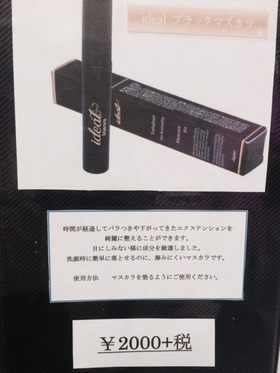 ideal ブラックマスカラ
ideal
Mascara
ideal
Mascara
時間が経過してバラつきや下がってきたエクステンションを
綺麗に整えることができます。
目にしみない様に成分を厳選しました。
洗顔時に簡単に落とせるのに、滲みにくいマスカラです。
使用方法　マスカラを塗るようにご使用ください。
￥2000+税